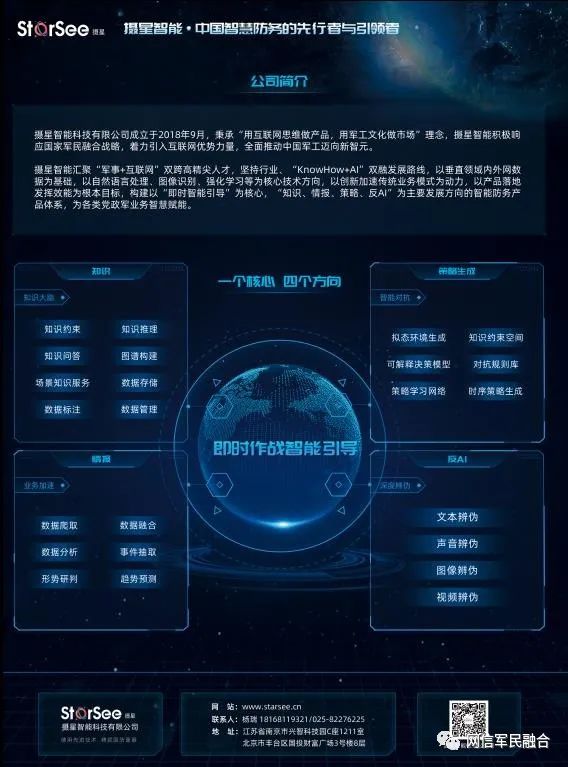 StarSee 摄星
摄星智能·中国智慧防务的先行者与引领者
公司简介
摄星智能科技有限公司成立于2018年9月，秉承“用互联网思维做产品，用军工文化做市场”理念，摄星智能积极响
应国家军民融合战略，着力引入互联网优势力量，全面推动中国军工迈向新智元。
摄星智能汇聚“军事+互联网”双跨高精尖人才，坚持行业、“KnowHow+AI”双融发展路线，以垂直领域内外网数
据为基础，以自然语言处理、图像识别、强化学习等为核心技术方向，以创新加速传统业务模式为动力，以产品落地
发挥效能为根本目标，构建以“即时智能引导”为核心，“知识、情报、策略、反AI”为主要发展方向的智能防务产
品体系，为各类党政军业务智慧赋能。
一个核心 四个方向
知识
知识大脑
知识约束 知识推理
知识问答 图谱构建
场景知识服务 数据存储
数据标注 数据管理
策略生成
智能对抗
拟态环境生成 知识约束空间
可解释决策模型 对抗规则库
策略学习网络 时序策略生成
即时作战智能引导
情报
业务加速
数据爬取 数据融合
数据分析 事件抽取
形势研判 趋势预测
反AI
深度辨伪
文本辨伪
声音辨伪
图像辨伪
视频辨伪
StarSee 摄星
摄星智能科技有限公司
网 站：www.starsee.cn
联系人：杨瑞 18168119321/025-82276225
地 址：江苏省南京市兴智科技园C座1211室
北京市丰台区国投财富广场3号楼8层
网信军民融合